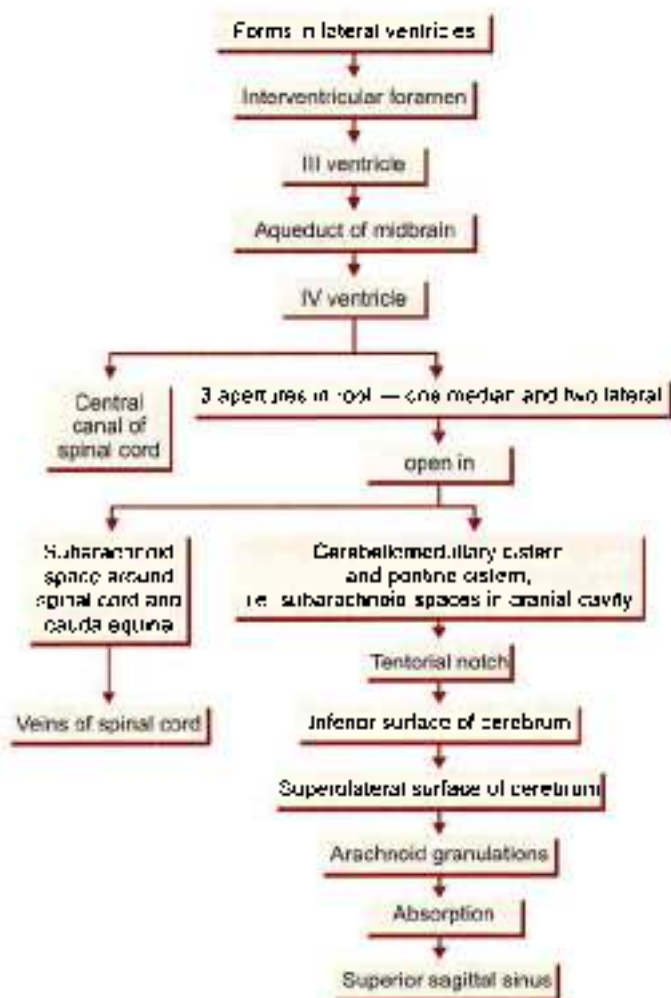 Forms in lateral ventricles
Interventricular foramen
III ventricle
Aqueduct of midbrain
IV ventricle
Central
canal of
spinal cord
3 apertures in roof — one median and two lateral
open in
Subarachnoid
space around
spinal cord and
cauda equina
Cerebellomedullary cistern
and pontine cistern,
i.e. subarachnoid spaces in cranial cavity
Veins of spinal cord
Tentorial notch
Inferior surface of cerebrum
Superolateral surface of cerebrum
Arachnoid granulations
Absorption
Superior sagittal sinus